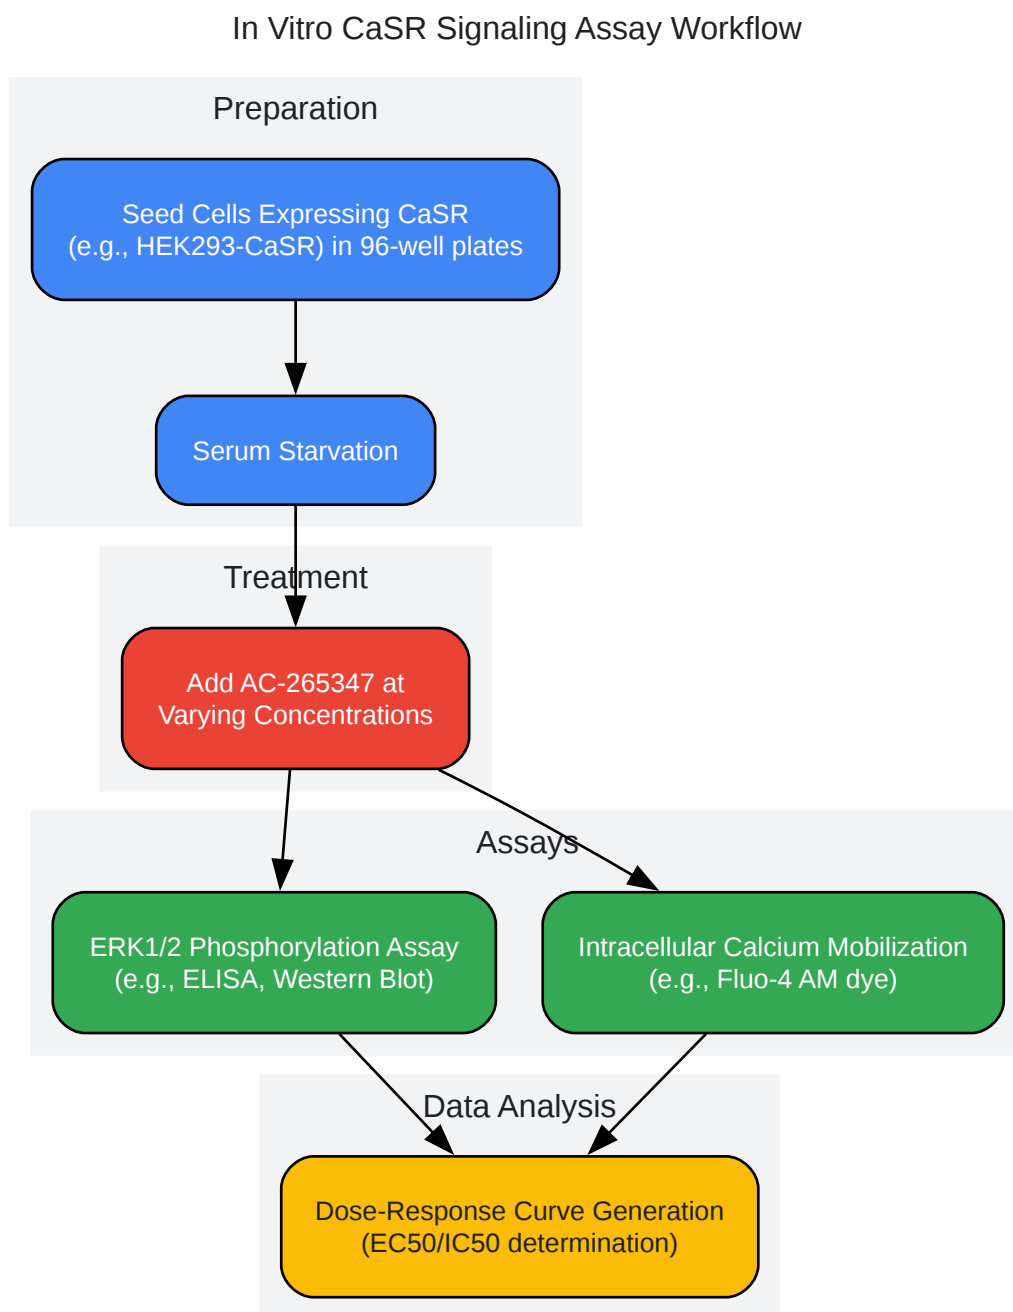 In Vitro CaSR Signaling Assay Workflow
Preparation
Seed Cells Expressing CaSR
(e.g., HEK293-CaSR) in 96-well plates
Serum Starvation
Treatment
Add AC-265347 at
Varying Concentrations
Assays
ERK1/2 Phosphorylation Assay
(e.g., ELISA, Western Blot)
Intracellular Calcium Mobilization
(e.g., Fluo-4 AM dye)
Data Analysis
Dose-Response Curve Generation
(EC50/IC50 determination)